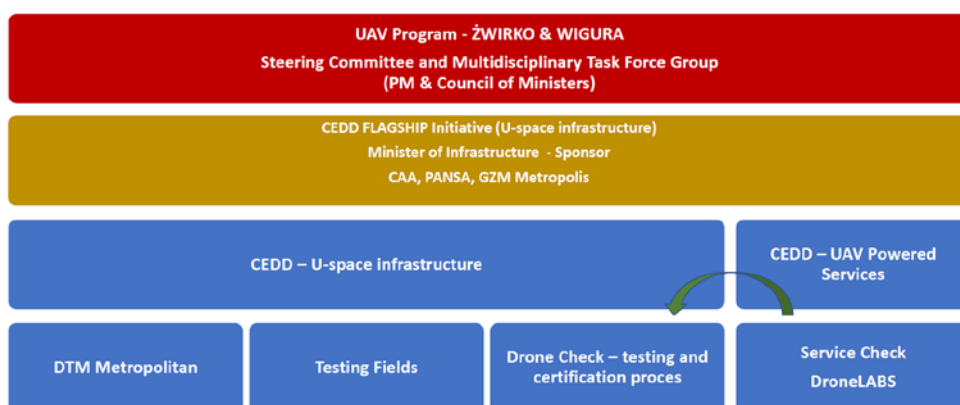 UAV Program - ŻWIRKO & WIGURA
Steering Committee and Multidisciplinary Task Force Group
(PM & Council of Ministers)
CEDD FLAGSHIP Initiative (U-space infrastructure)
Minister of Infrastructure - Sponsor
CAA, PANSA, GZM Metropolis
CEDD – U-space infrastructure
CEDD – UAV Powered
Services
DTM Metropolitan
Testing Fields
Drone Check – testing and
certification proces
Service Check
DroneLABS